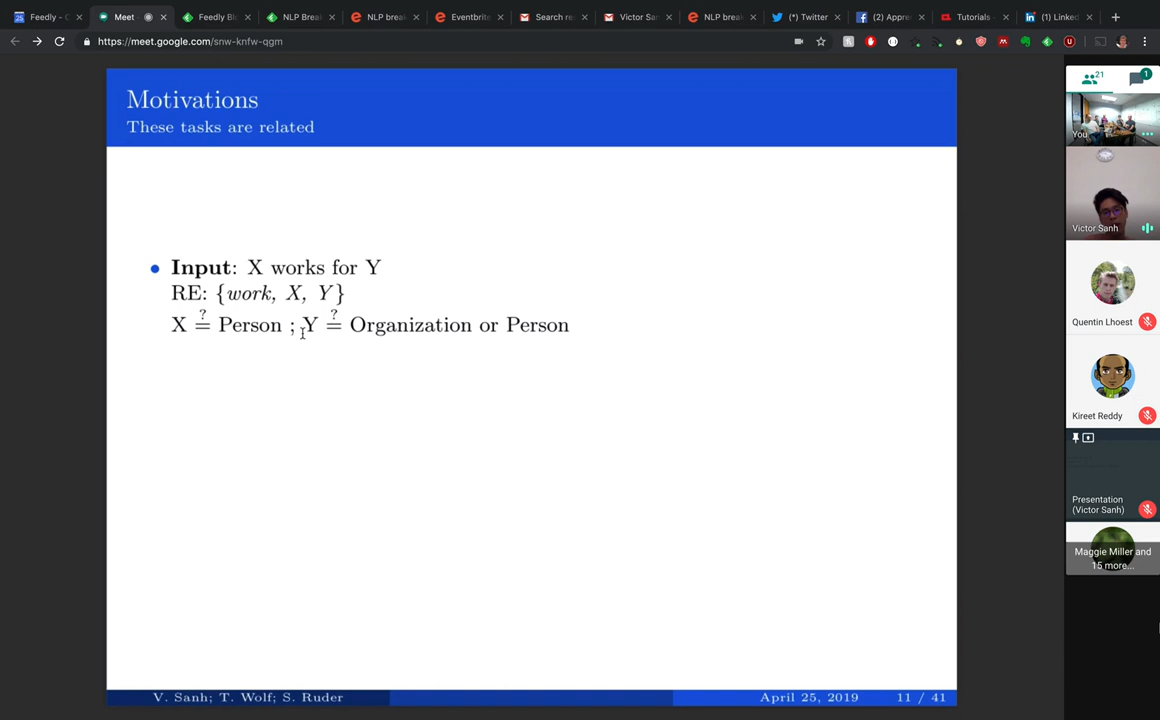 Feedly - C
Meet
Feedly Bl
NLP Break
NLP break
Eventbrite
Search re
Victor San
NLP break
(*) Twitter
(2) Appre
Tutorials
(1) Linked
https://meet.google.com/snw-knfw-qgm
Motivations
These tasks are related
Input: X works for Y
RE: {work, X, Y}
X ?= Person ; Y ?= Organization or Person
V. Sanh; T. Wolf; S. Ruder
April 25, 2019
11 / 41
21
1
You
Victor Sanh
Quentin Lhoest
Kireet Reddy
Presentation
(Victor Sanh)
Maggie Miller and
15 more...